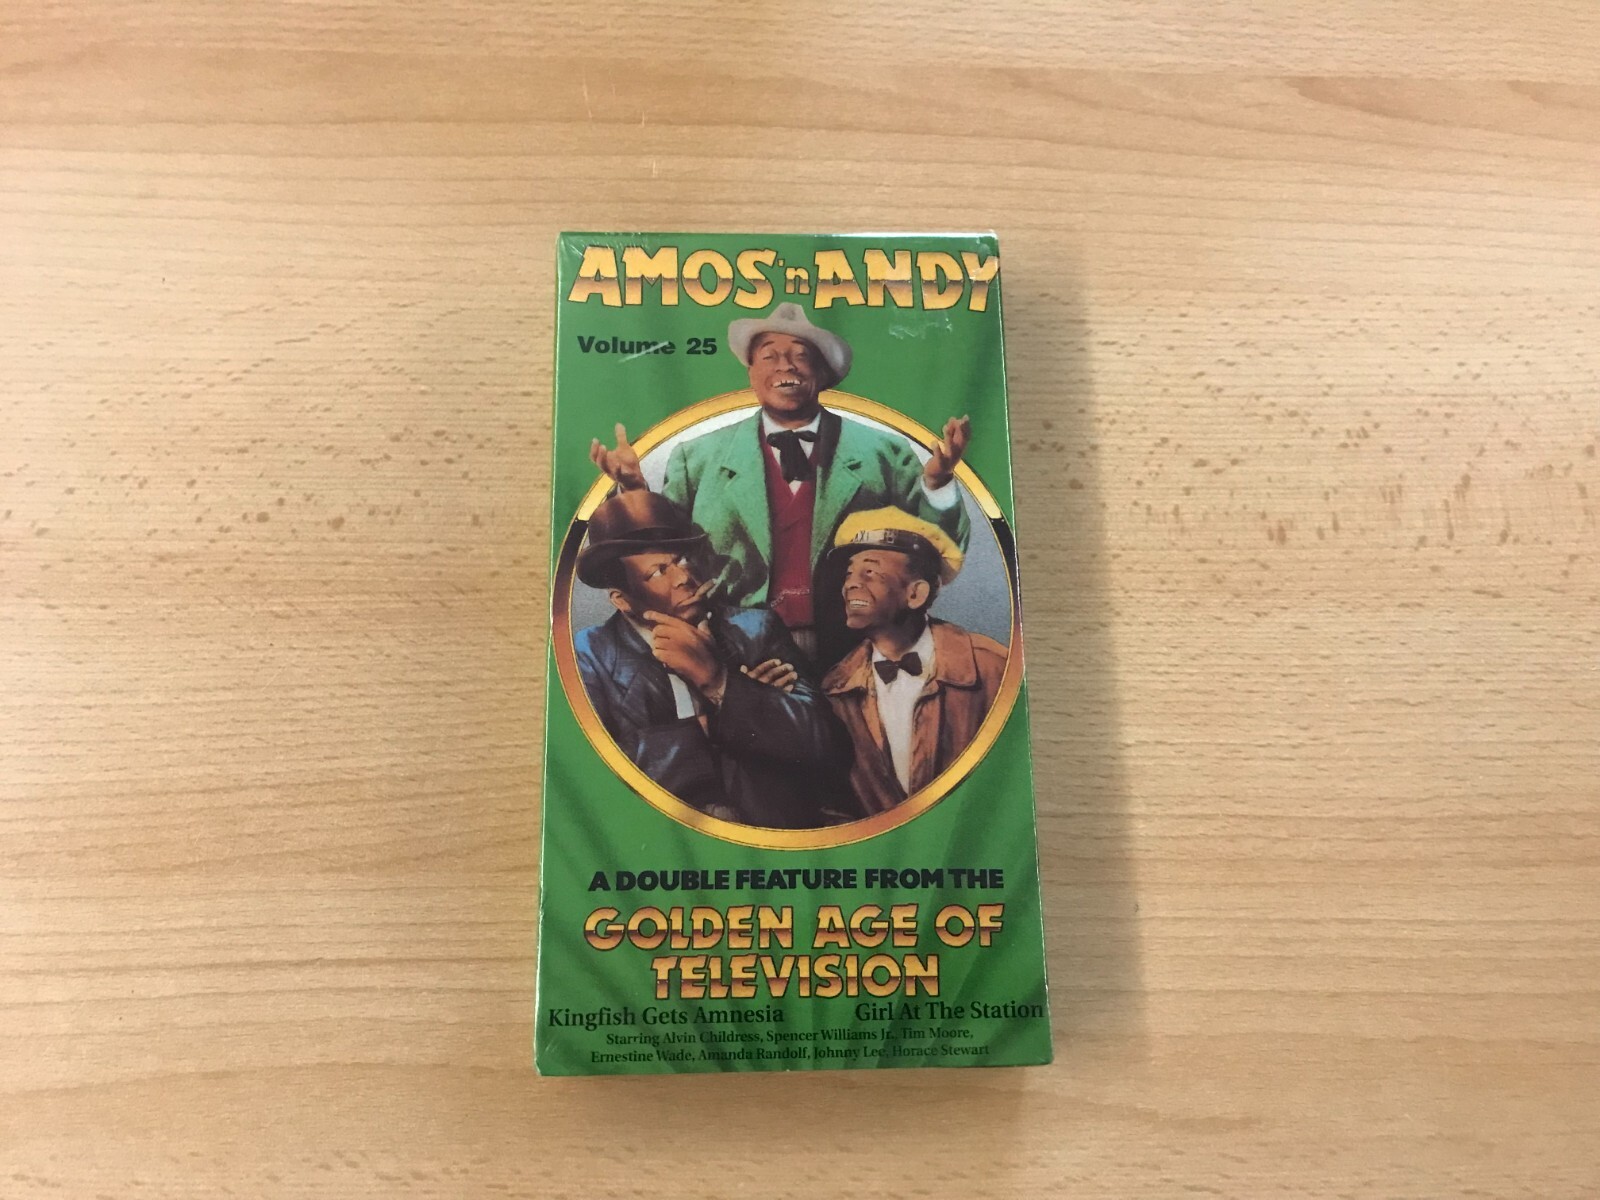 AMOS 'n ANDY
Volume 25
TAXI
A DOUBLE FEATURE FROM THE
GOLDEN AGE OF
TELEVISION
Kingfish Gets Amnesia Girl At The Station
Starring Alvin Childress, Spencer Williams Jr., Tim Moore,
Ernestine Wade, Amanda Randolf, Johnny Lee, Horace Stewart